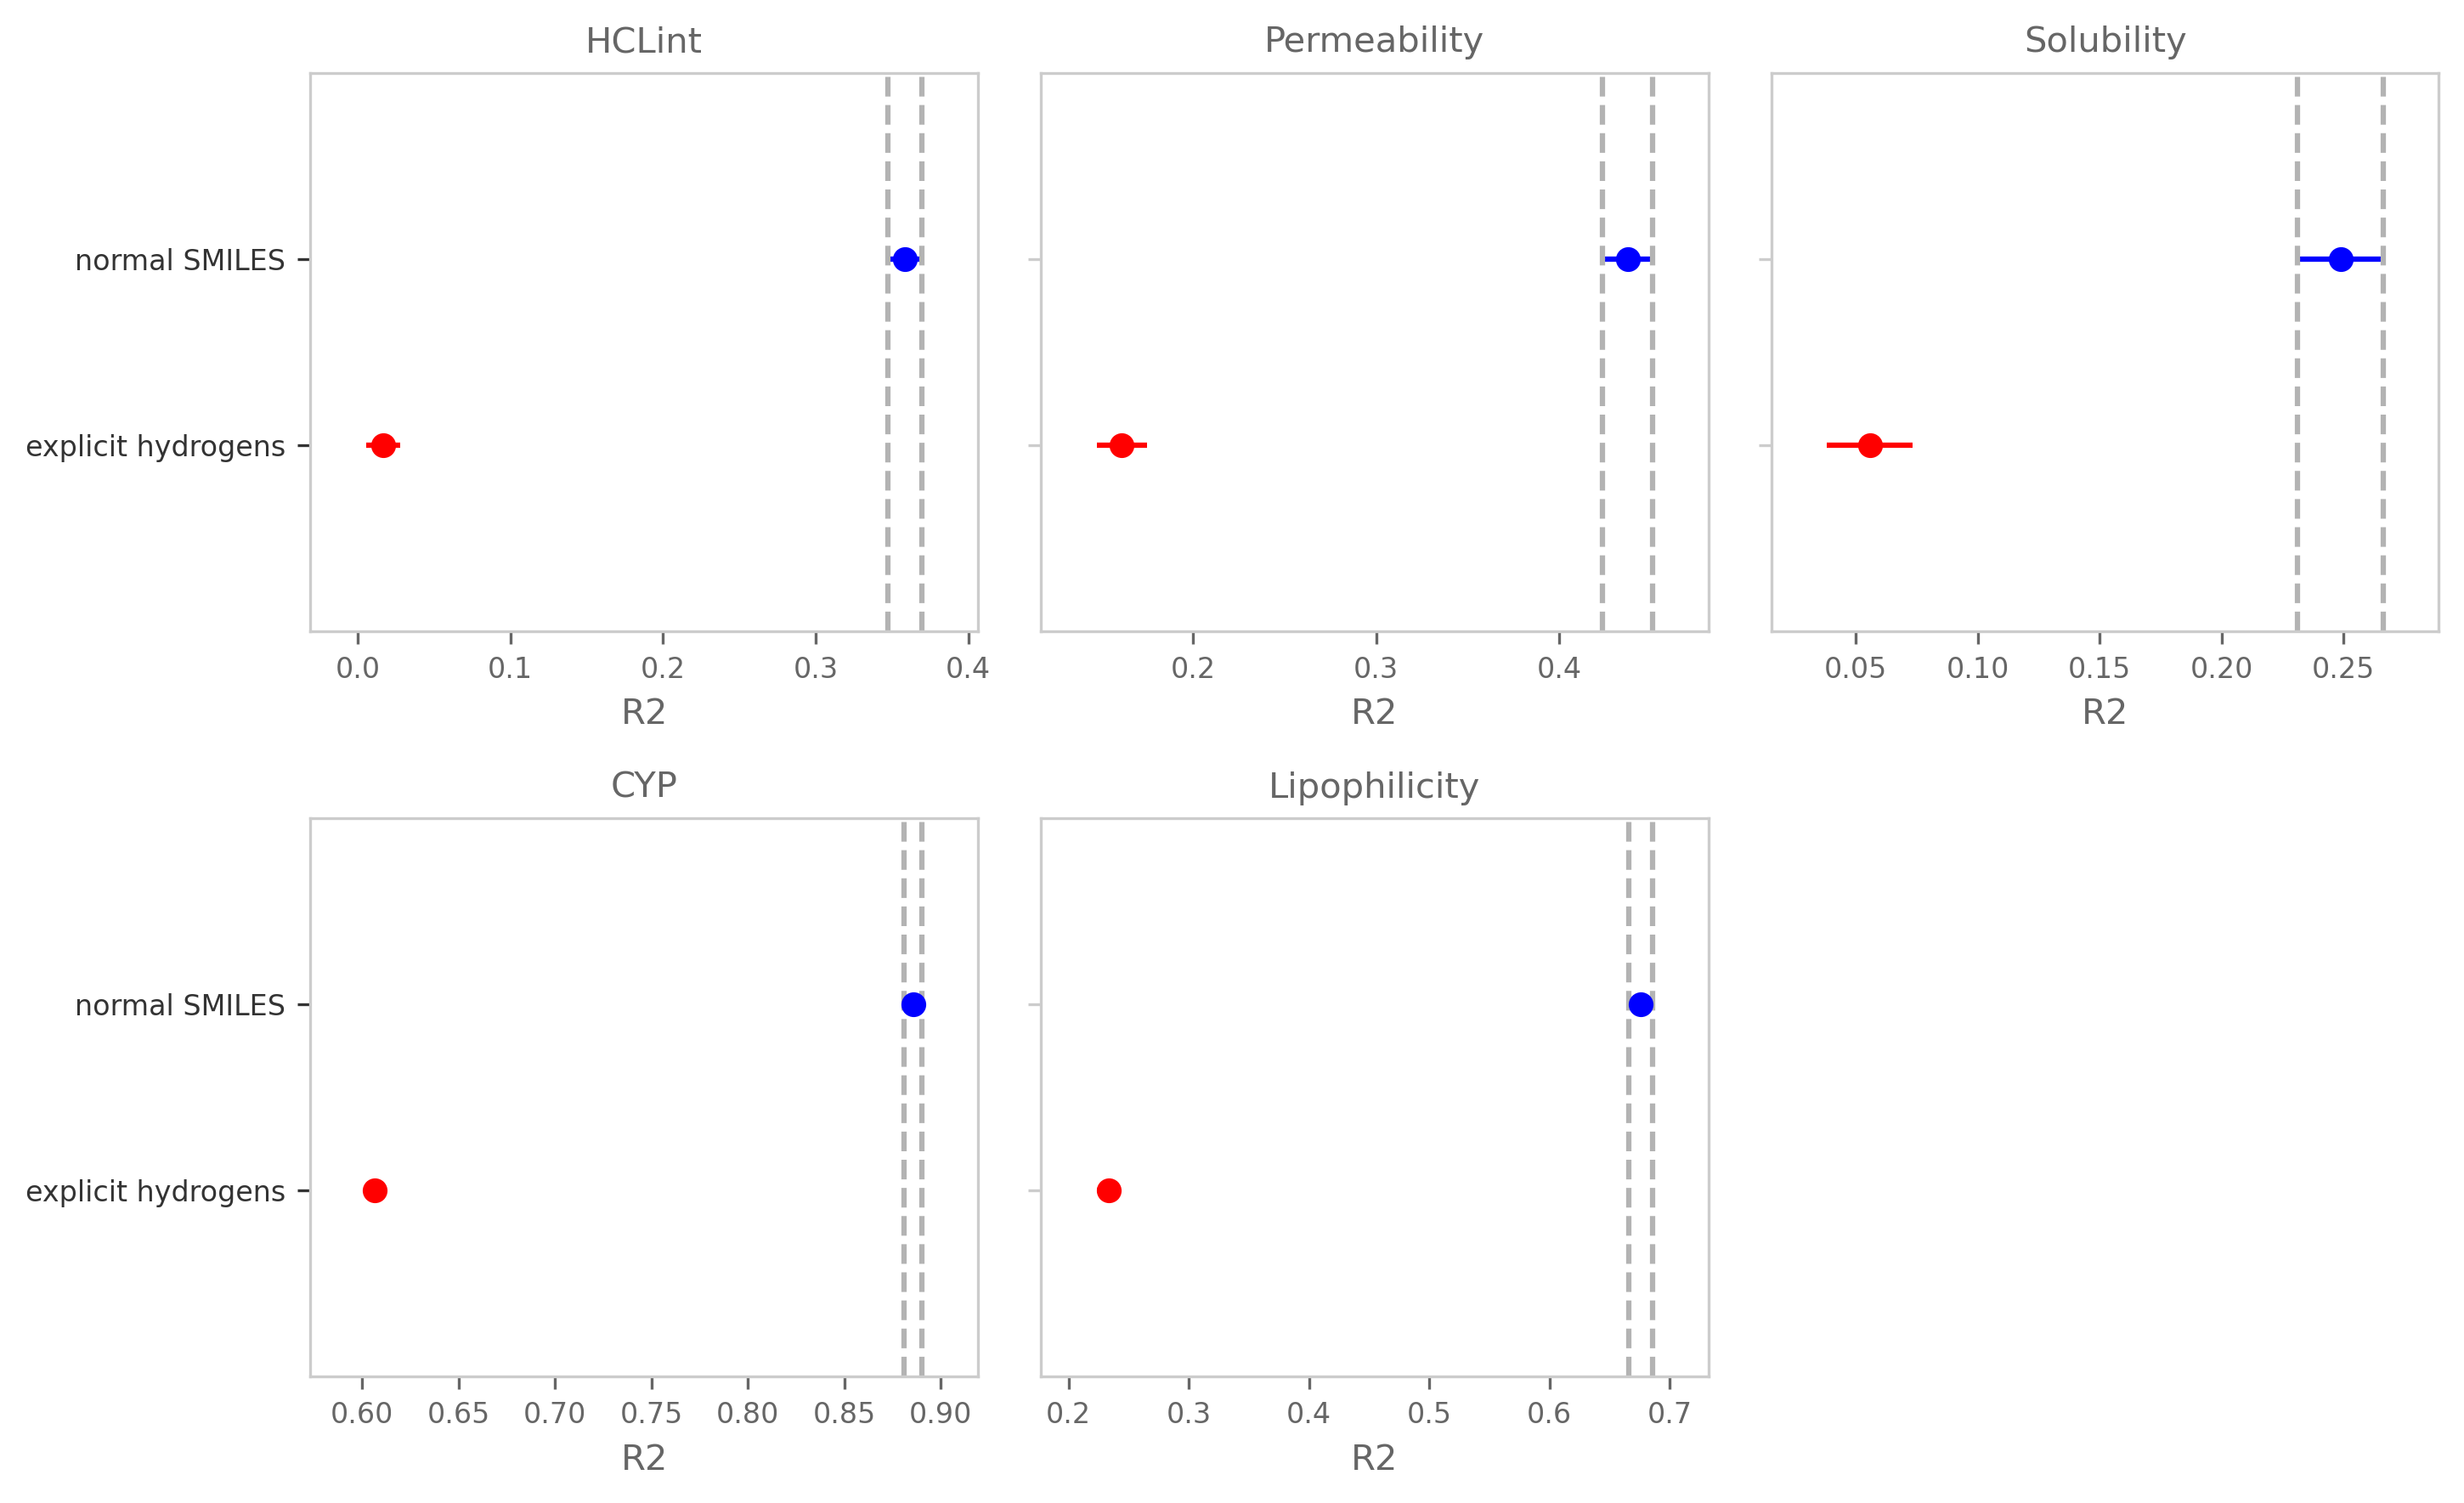 HCLint
Permeability
Solubility
normal SMILES
explicit hydrogens
0.0 0.1 0.2 0.3 0.4
0.2 0.3 0.4
0.05 0.10 0.15 0.20 0.25
R2
R2
R2
CYP
Lipophilicity
normal SMILES
explicit hydrogens
0.60 0.65 0.70 0.75 0.80 0.85 0.90
0.2 0.3 0.4 0.5 0.6 0.7
R2
R2